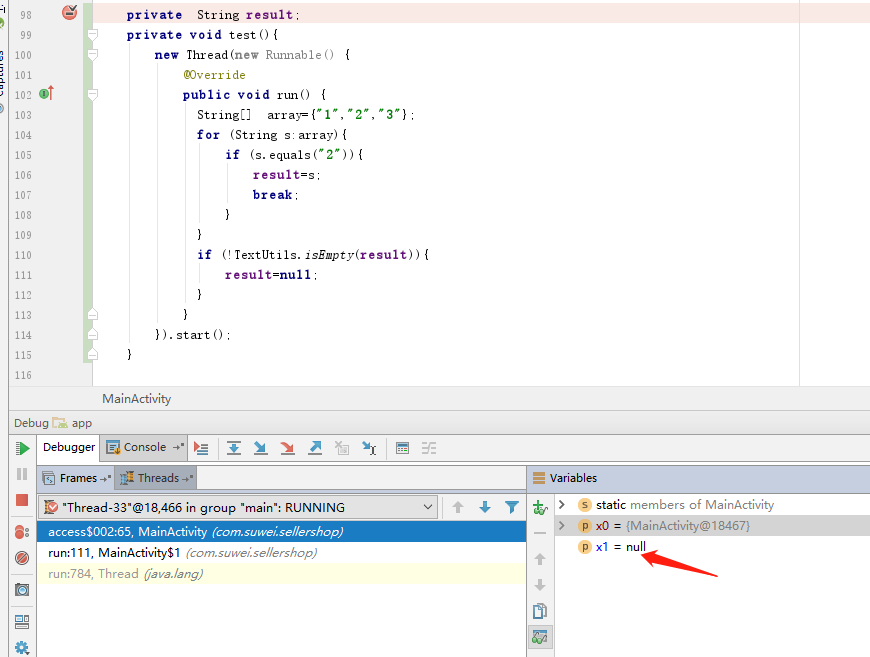 98 private  String result;
99 private void test(){
100 new Thread(new Runnable() {
101 @Override
102 public void run() {
103 String[]  array={"1","2","3"};
104 for (String s:array){
105 if (s.equals("2")){
106 result=s;
107 break;
108 }
109 }
110 if (!TextUtils.isEmpty(result)){
111 result=null;
112 }
113 }
114 }).start();
115 }
116
MainActivity
Debug app
Debugger Console
Frames Threads Variables
"Thread-33"@18,466 in group "main": RUNNING
access$002:65, MainActivity (com.suwei.sellershop)
run:111, MainActivity$1 (com.suwei.sellershop)
run:784, Thread (java.lang)
static members of MainActivity
x0 = {MainActivity@18467}
x1 = null